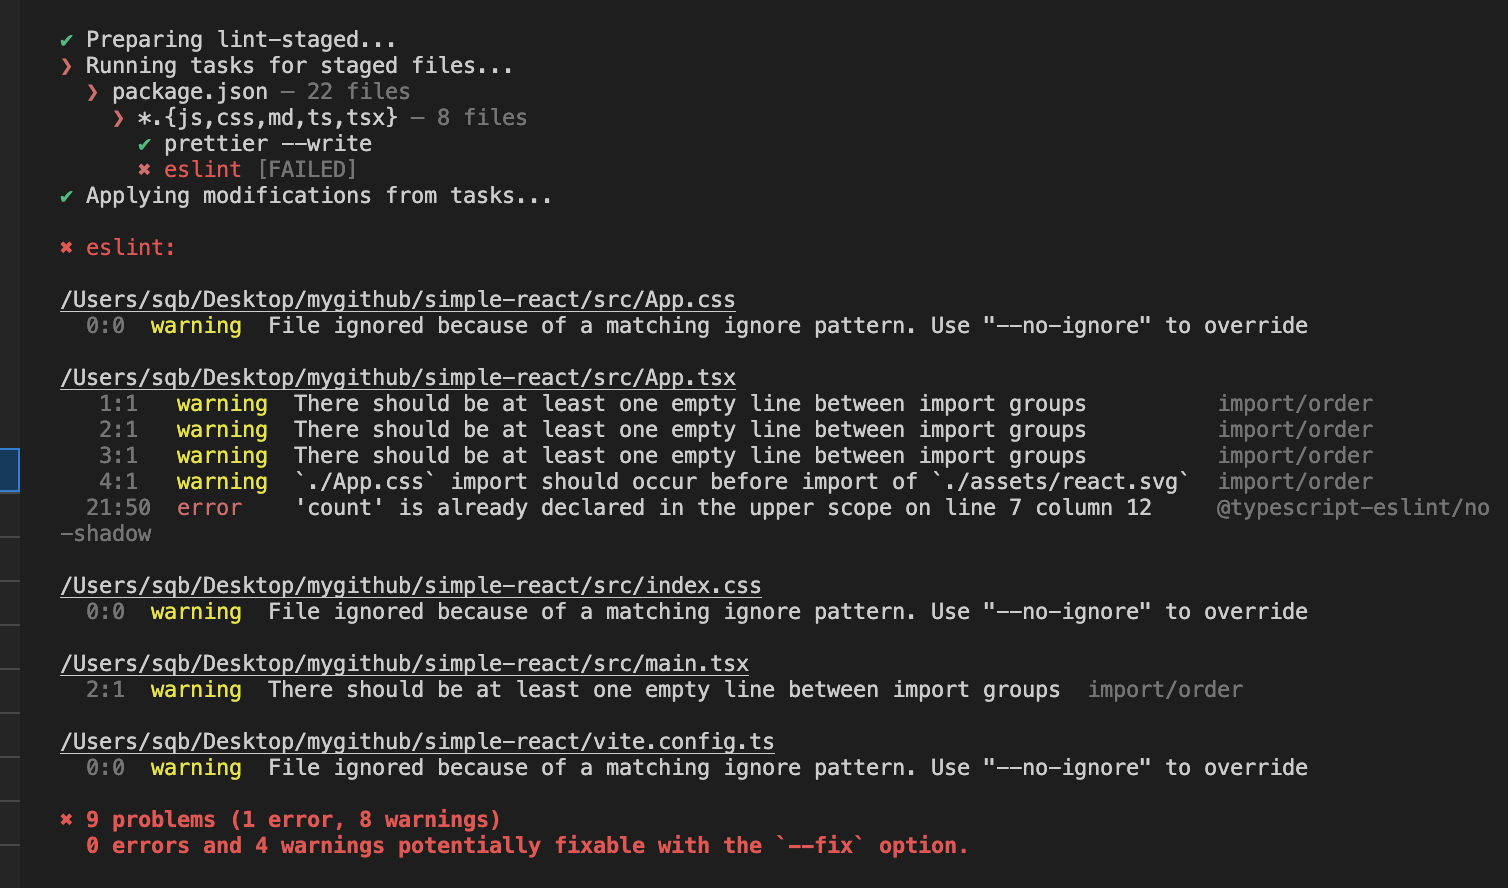 ✔ Preparing lint-staged...
❯ Running tasks for staged files...
❯ package.json — 22 files
❯ *.{js,css,md,ts,tsx} — 8 files
✔ prettier --write
✖ eslint [FAILED]
✔ Applying modifications from tasks...
✖ eslint:
/Users/sqb/Desktop/mygithub/simple-react/src/App.css
0:0  warning  File ignored because of a matching ignore pattern. Use "--no-ignore" to override
/Users/sqb/Desktop/mygithub/simple-react/src/App.tsx
1:1  warning  There should be at least one empty line between import groups  import/order
2:1  warning  There should be at least one empty line between import groups  import/order
3:1  warning  There should be at least one empty line between import groups  import/order
4:1  warning  `./App.css` import should occur before import of `./assets/react.svg`  import/order
21:50  error  'count' is already declared in the upper scope on line 7 column 12  @typescript-eslint/no
-shadow
/Users/sqb/Desktop/mygithub/simple-react/src/index.css
0:0  warning  File ignored because of a matching ignore pattern. Use "--no-ignore" to override
/Users/sqb/Desktop/mygithub/simple-react/src/main.tsx
2:1  warning  There should be at least one empty line between import groups  import/order
/Users/sqb/Desktop/mygithub/simple-react/vite.config.ts
0:0  warning  File ignored because of a matching ignore pattern. Use "--no-ignore" to override
✖ 9 problems (1 error, 8 warnings)
0 errors and 4 warnings potentially fixable with the `--fix` option.